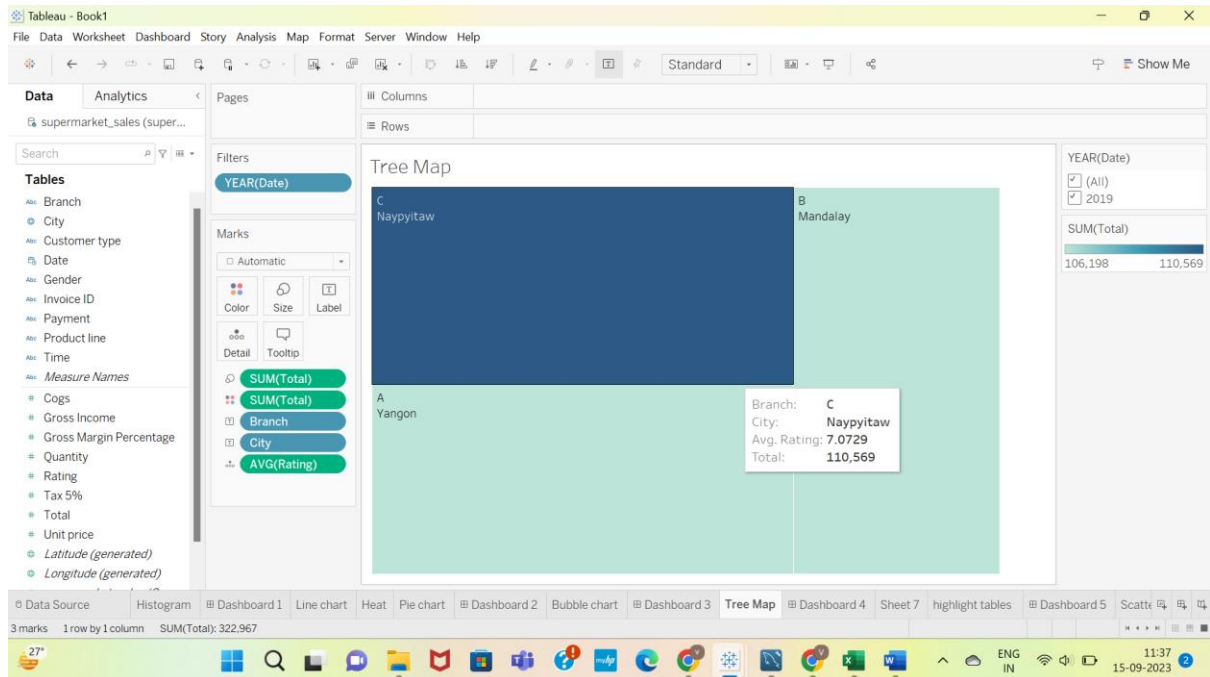 Tableau - Book1
File Data Worksheet Dashboard Story Analysis Map Format Server Window Help
Standard
Show Me
Data Analytics
Pages
Columns
supermarket_sales (super...
Rows
Search
Filters
YEAR(Date)
Tables
Branch
City
Customer type
Date
Gender
Invoice ID
Payment
Product line
Time
Measure Names
Cogs
Gross Income
Gross Margin Percentage
Quantity
Rating
Tax 5%
Total
Unit price
Latitude (generated)
Longitude (generated)
Marks
Automatic
Color Size Label
Detail Tooltip
SUM(Total)
SUM(Total)
Branch
City
AVG(Rating)
Tree Map
C
Naypyitaw
B
Mandalay
A
Yangon
Branch: C
City: Naypyitaw
Avg. Rating: 7.0729
Total: 110,569
YEAR(Date)
(All)
2019
SUM(Total)
106,198 110,569
Data Source Histogram Dashboard 1 Line chart Heat Pie chart Dashboard 2 Bubble chart Dashboard 3 Tree Map Dashboard 4 Sheet 7 highlight tables Dashboard 5 Scatt
3 marks 1 row by 1 column SUM(Total): 322,967
27°
ENG
IN
11:37
15-09-2023
2